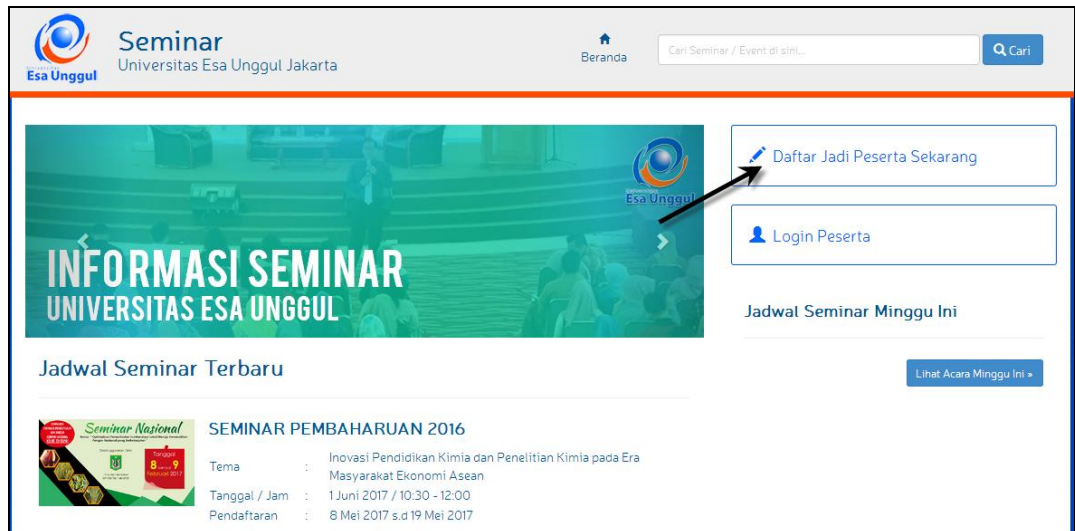 Seminar
Universitas Esa Unggul Jakarta
Esa Unggul
Beranda
Cari Seminar / Event di sini...
Cari
Esa Unggul
INFORMASI SEMINAR
UNIVERSITAS ESA UNGGUL
Daftar Jadi Peserta Sekarang
Login Peserta
Jadwal Seminar Minggu Ini
Lihat Acara Minggu Ini »
Jadwal Seminar Terbaru
Seminar Nasional
Tanggal
8 9
Februari 2017
SEMINAR PEMBAHARUAN 2016
Tema : Inovasi Pendidikan Kimia dan Penelitian Kimia pada Era
Masyarakat Ekonomi Asean
Tanggal / Jam : 1 Juni 2017 / 10:30 - 12:00
Pendaftaran : 8 Mei 2017 s.d 19 Mei 2017